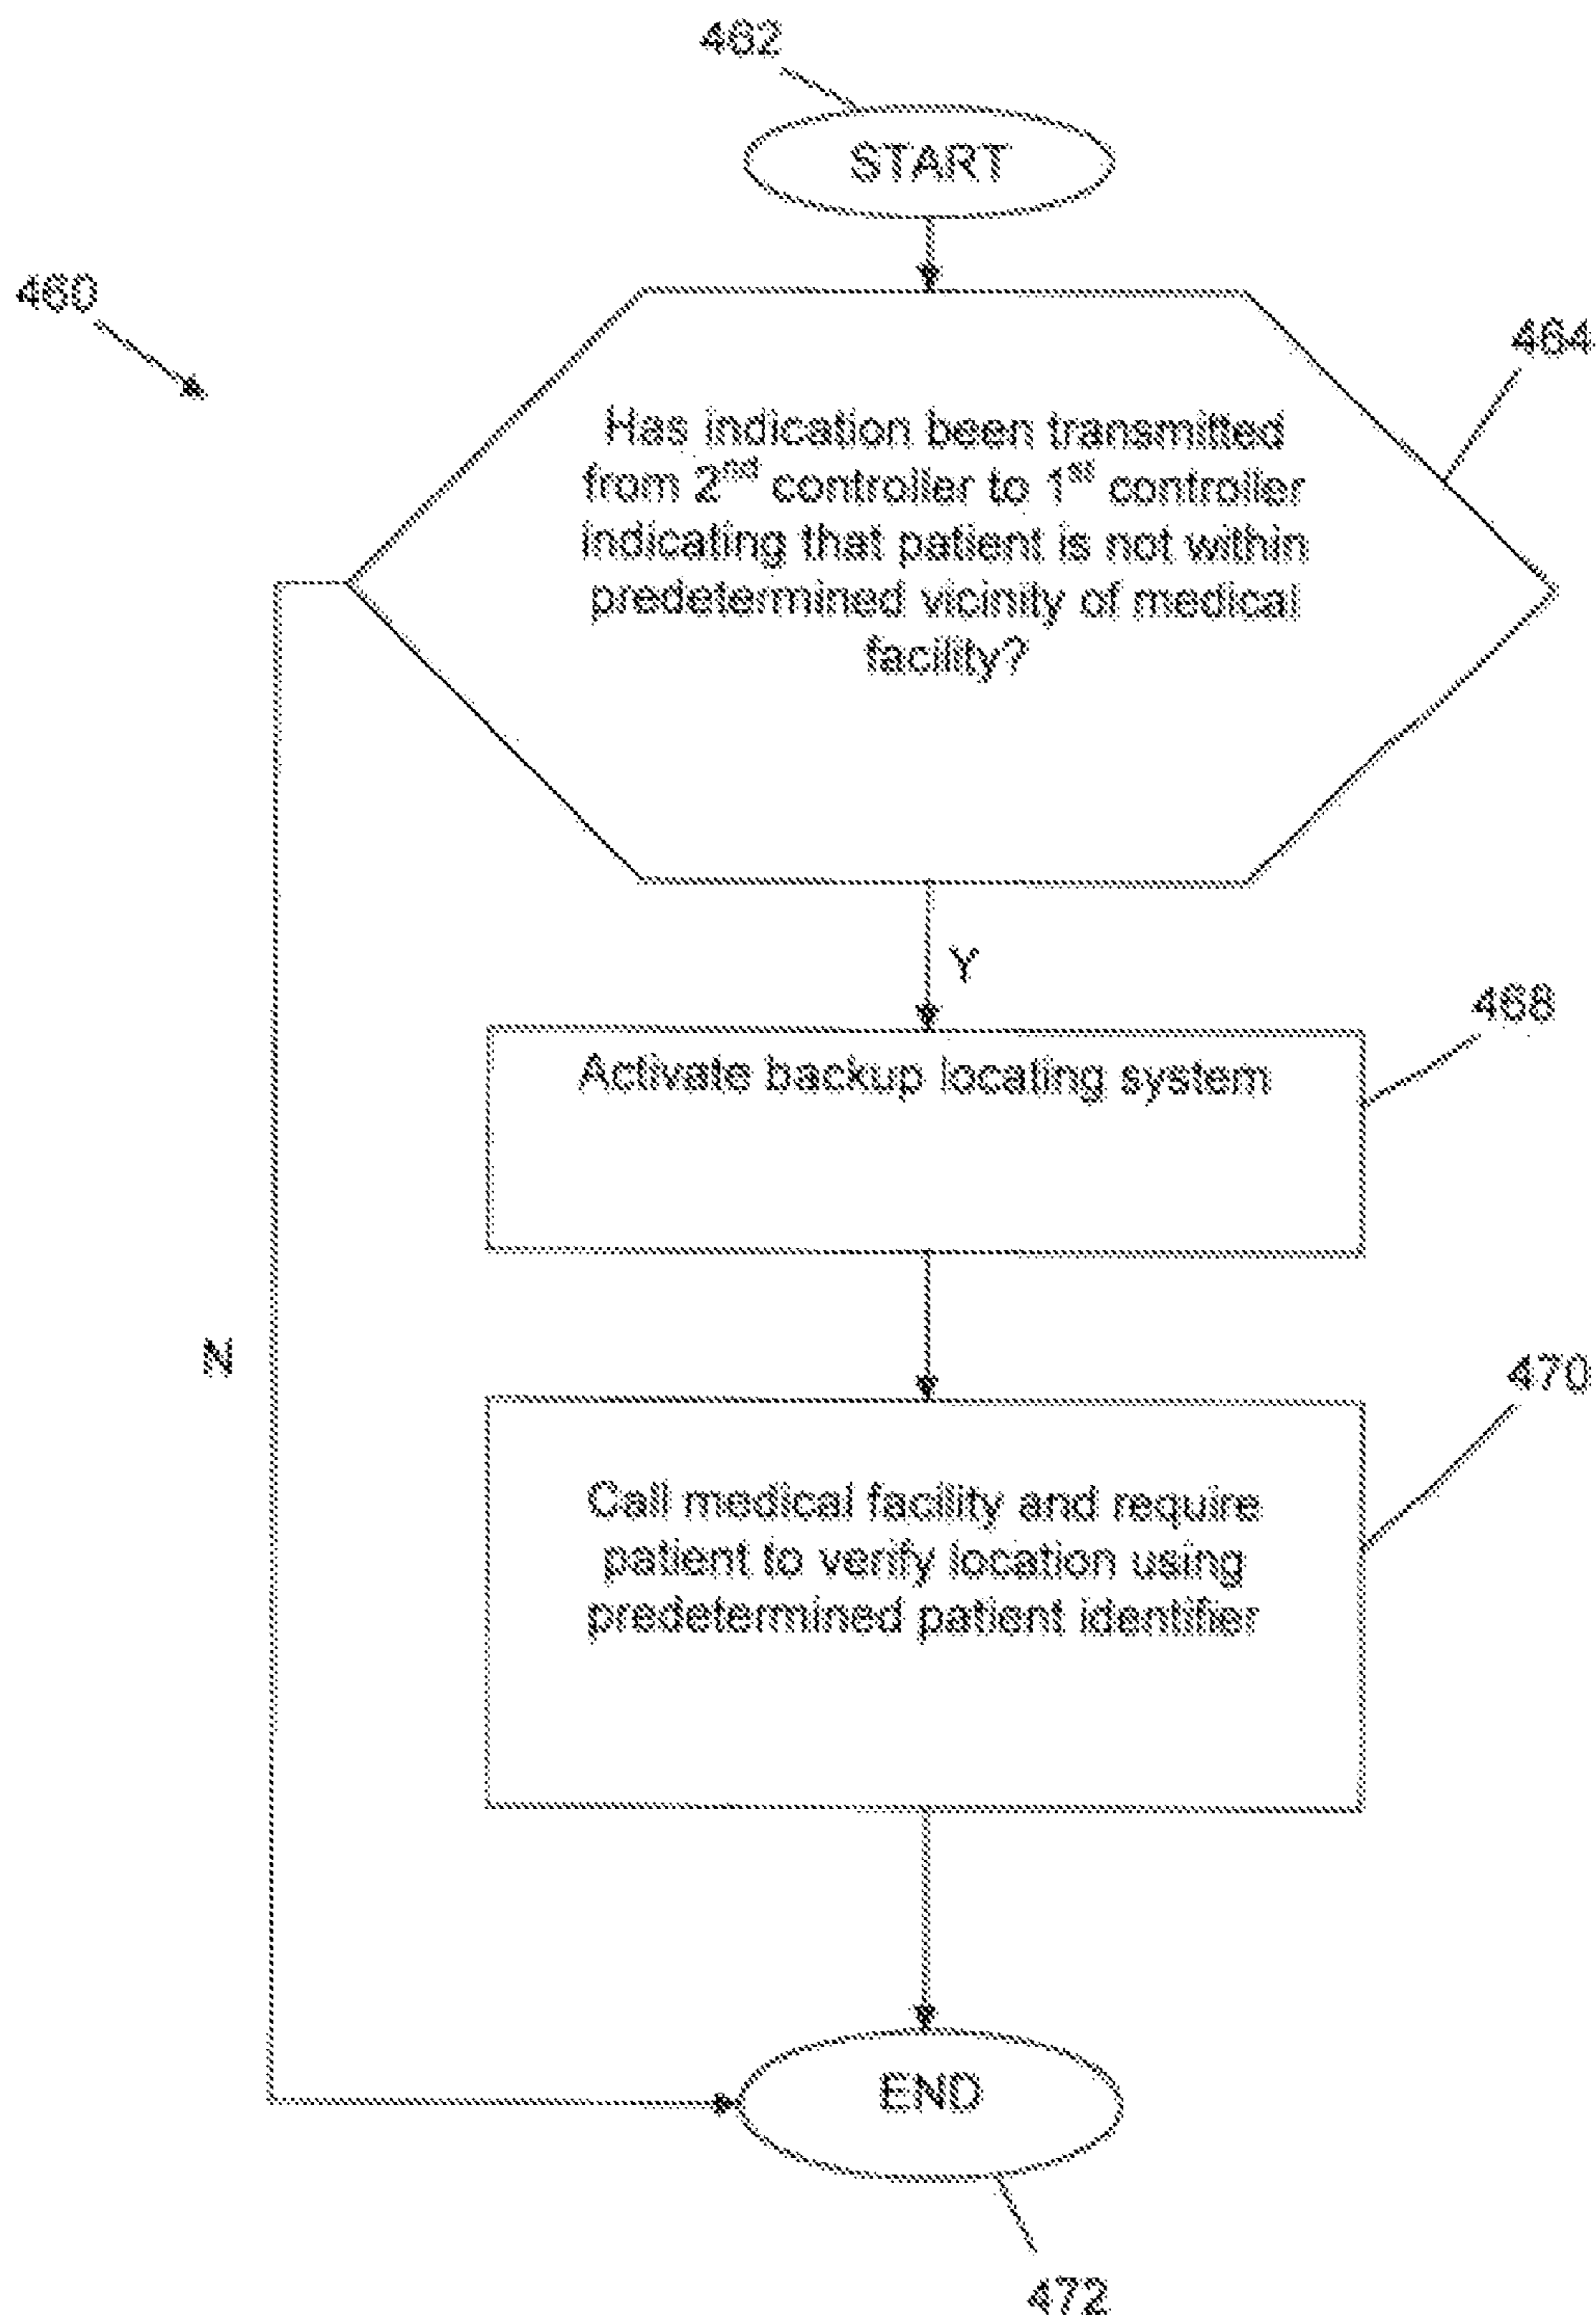 462
START
460
464
Has indication been transmitted
from 2nd controller to 1st controller
indicating that patient is not within
predetermined vicinity of medical
facility?
Y
468
Activate backup locating system
N
470
Call medical facility and require
patient to verify location using
predetermined patient identifier
END
472